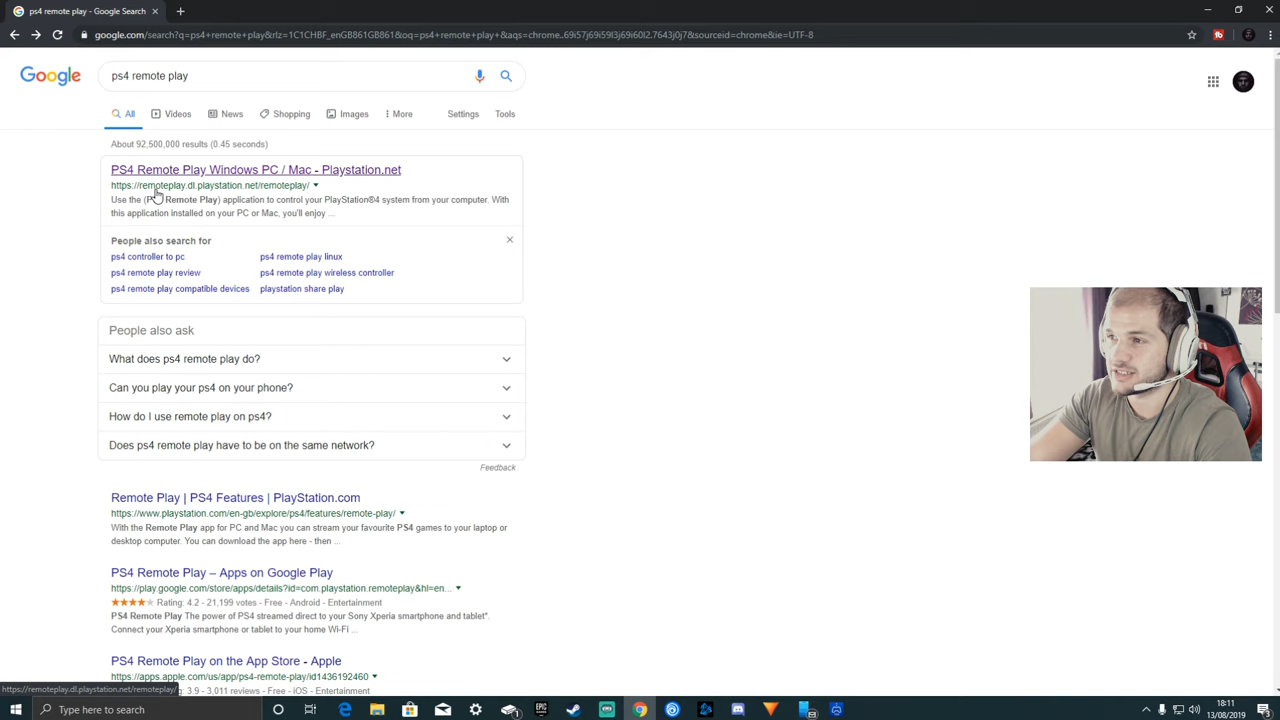 ps4 remote play - Google Search
google.com/search?q=ps4+remote+play&rlz=1C1CHBF_enGB861GB861&oq=ps4+remote+play+&aqs=chrome..69i57j69i59l3j69i60l2.7643j0j7&sourceid=chrome&ie=UTF-8
Google
ps4 remote play
All
Videos
News
Shopping
Images
More
Settings
Tools
About 92,500,000 results (0.45 seconds)
PS4 Remote Play Windows PC / Mac - Playstation.net
https://remoteplay.dl.playstation.net/remoteplay/
Use the (PS4 Remote Play) application to control your PlayStation®4 system from your computer. With
this application installed on your PC or Mac, you'll enjoy ...
People also search for
ps4 controller to pc
ps4 remote play linux
ps4 remote play review
ps4 remote play wireless controller
ps4 remote play compatible devices
playstation share play
People also ask
What does ps4 remote play do?
Can you play your ps4 on your phone?
How do I use remote play on ps4?
Does ps4 remote play have to be on the same network?
Feedback
Remote Play | PS4 Features | PlayStation.com
https://www.playstation.com/en-gb/explore/ps4/features/remote-play/
With the Remote Play app for PC and Mac you can stream your favourite PS4 games to your laptop or
desktop computer. You can download the app here - then ...
PS4 Remote Play – Apps on Google Play
https://play.google.com/store/apps/details?id=com.playstation.remoteplay&hl=en...
Rating: 4.2 - 21,199 votes - Free - Android - Entertainment
PS4 Remote Play The power of PS4 streamed direct to your Sony Xperia smartphone and tablet*.
Connect your Xperia smartphone or tablet to your home Wi-Fi ...
PS4 Remote Play on the App Store - Apple
https://apps.apple.com/us/app/ps4-remote-play/id1436192460
3.9 - 3,011 reviews - Free - iOS - Entertainment
https://remoteplay.dl.playstation.net/remoteplay/
Type here to search
18:11
13/08/2019